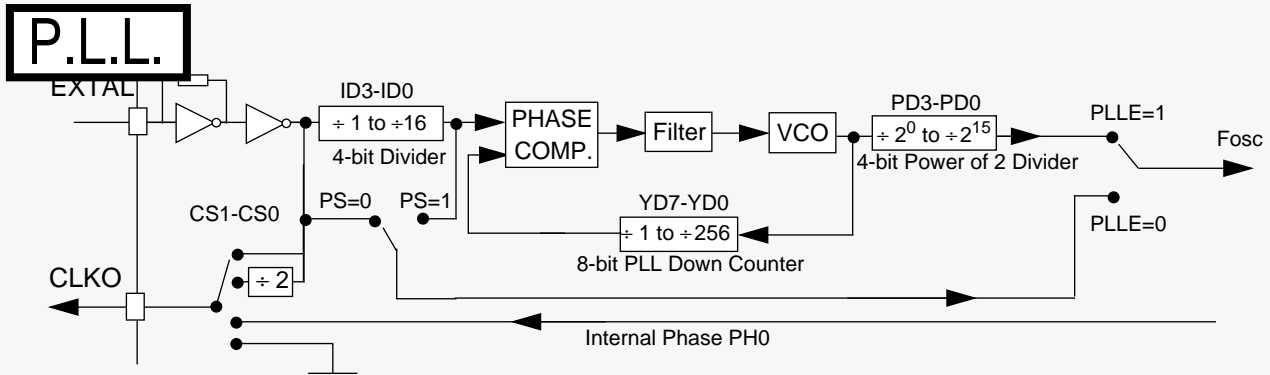 P.L.L.
EXTAL
ID3-ID0
÷ 1 to ÷16
4-bit Divider
PHASE
COMP.
Filter
VCO
PD3-PD0
÷ 2⁰ to ÷2¹⁵
4-bit Power of 2 Divider
PLLE=1
Fosc
CS1-CS0
PS=0
PS=1
YD7-YD0
÷ 1 to ÷256
8-bit PLL Down Counter
PLLE=0
CLKO
÷ 2
Internal Phase PH0